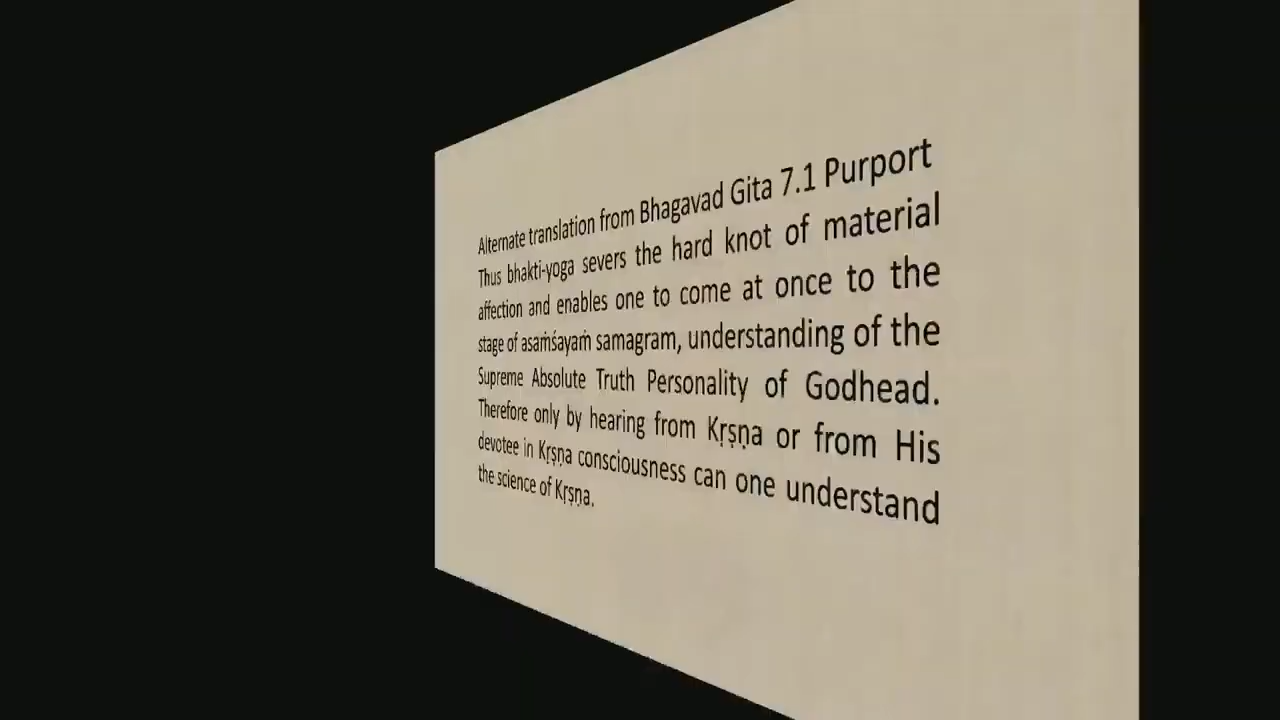 Alternate translation from Bhagavad Gita 7.1 Purport
Thus bhakti-yoga severs the hard knot of material
affection and enables one to come at once to the
stage of asaṁśayaṁ samagram, understanding of the
Supreme Absolute Truth Personality of Godhead.
Therefore only by hearing from Kṛṣṇa or from His
devotee in Kṛṣṇa consciousness can one understand
the science of Kṛṣṇa.